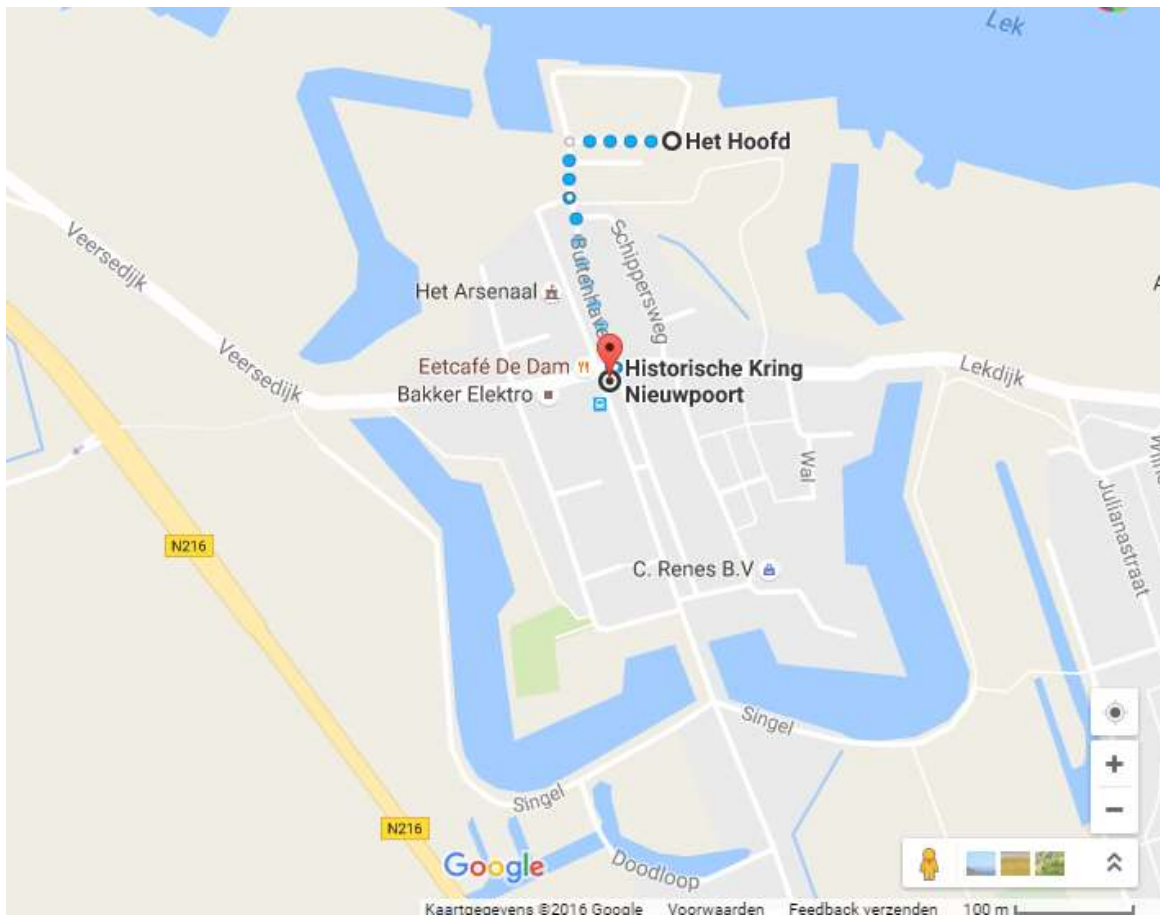 Lek
Het Hoofd
Veersedijk
Buitenhave
Schippersweg
Het Arsenaal
Veersedijk
Eetcafé De Dam
Historische Kring
Nieuwpoort
Lekdijk
Bakker Elektro
Wal
Julianastraat
N216
C. Renes B.V
Singel
Singel
N216
Google
Doodloop
Kaartgegevens ©2016 Google Voorwaarden Feedback verzenden 100 m